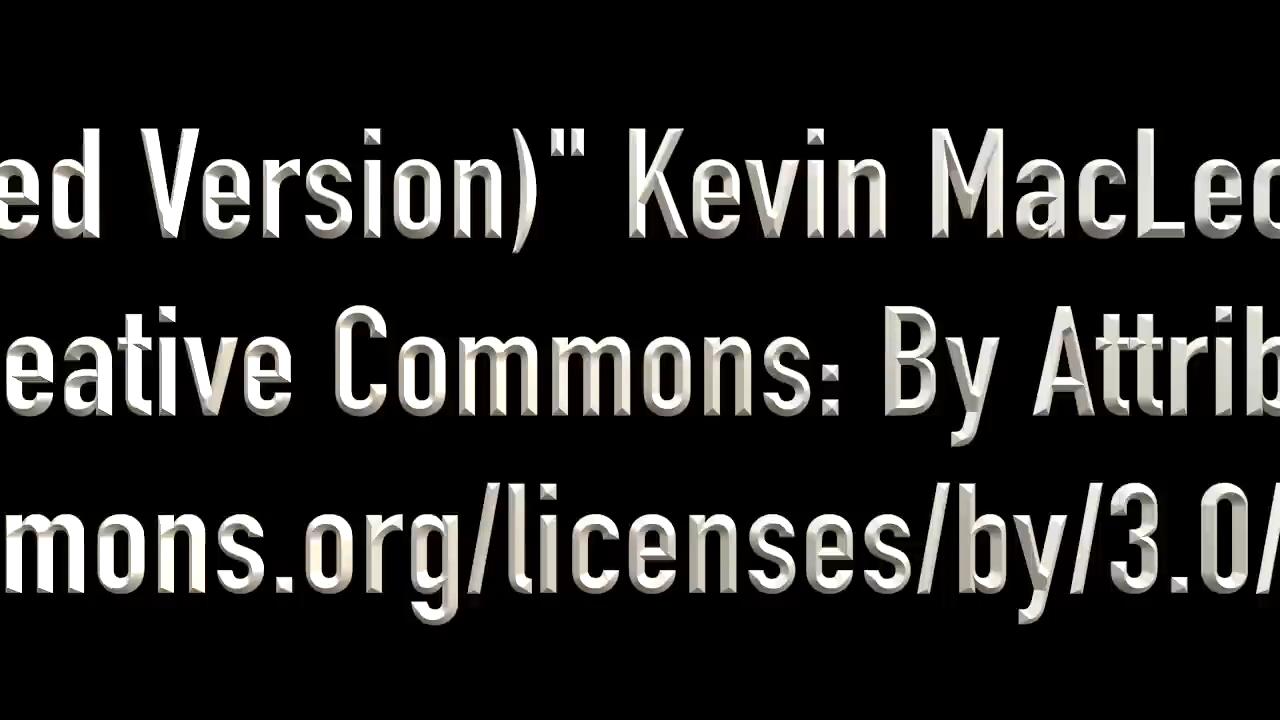 ed Version)" Kevin MacLeo
eative Commons: By Attrib
mons.org/licenses/by/3.0/